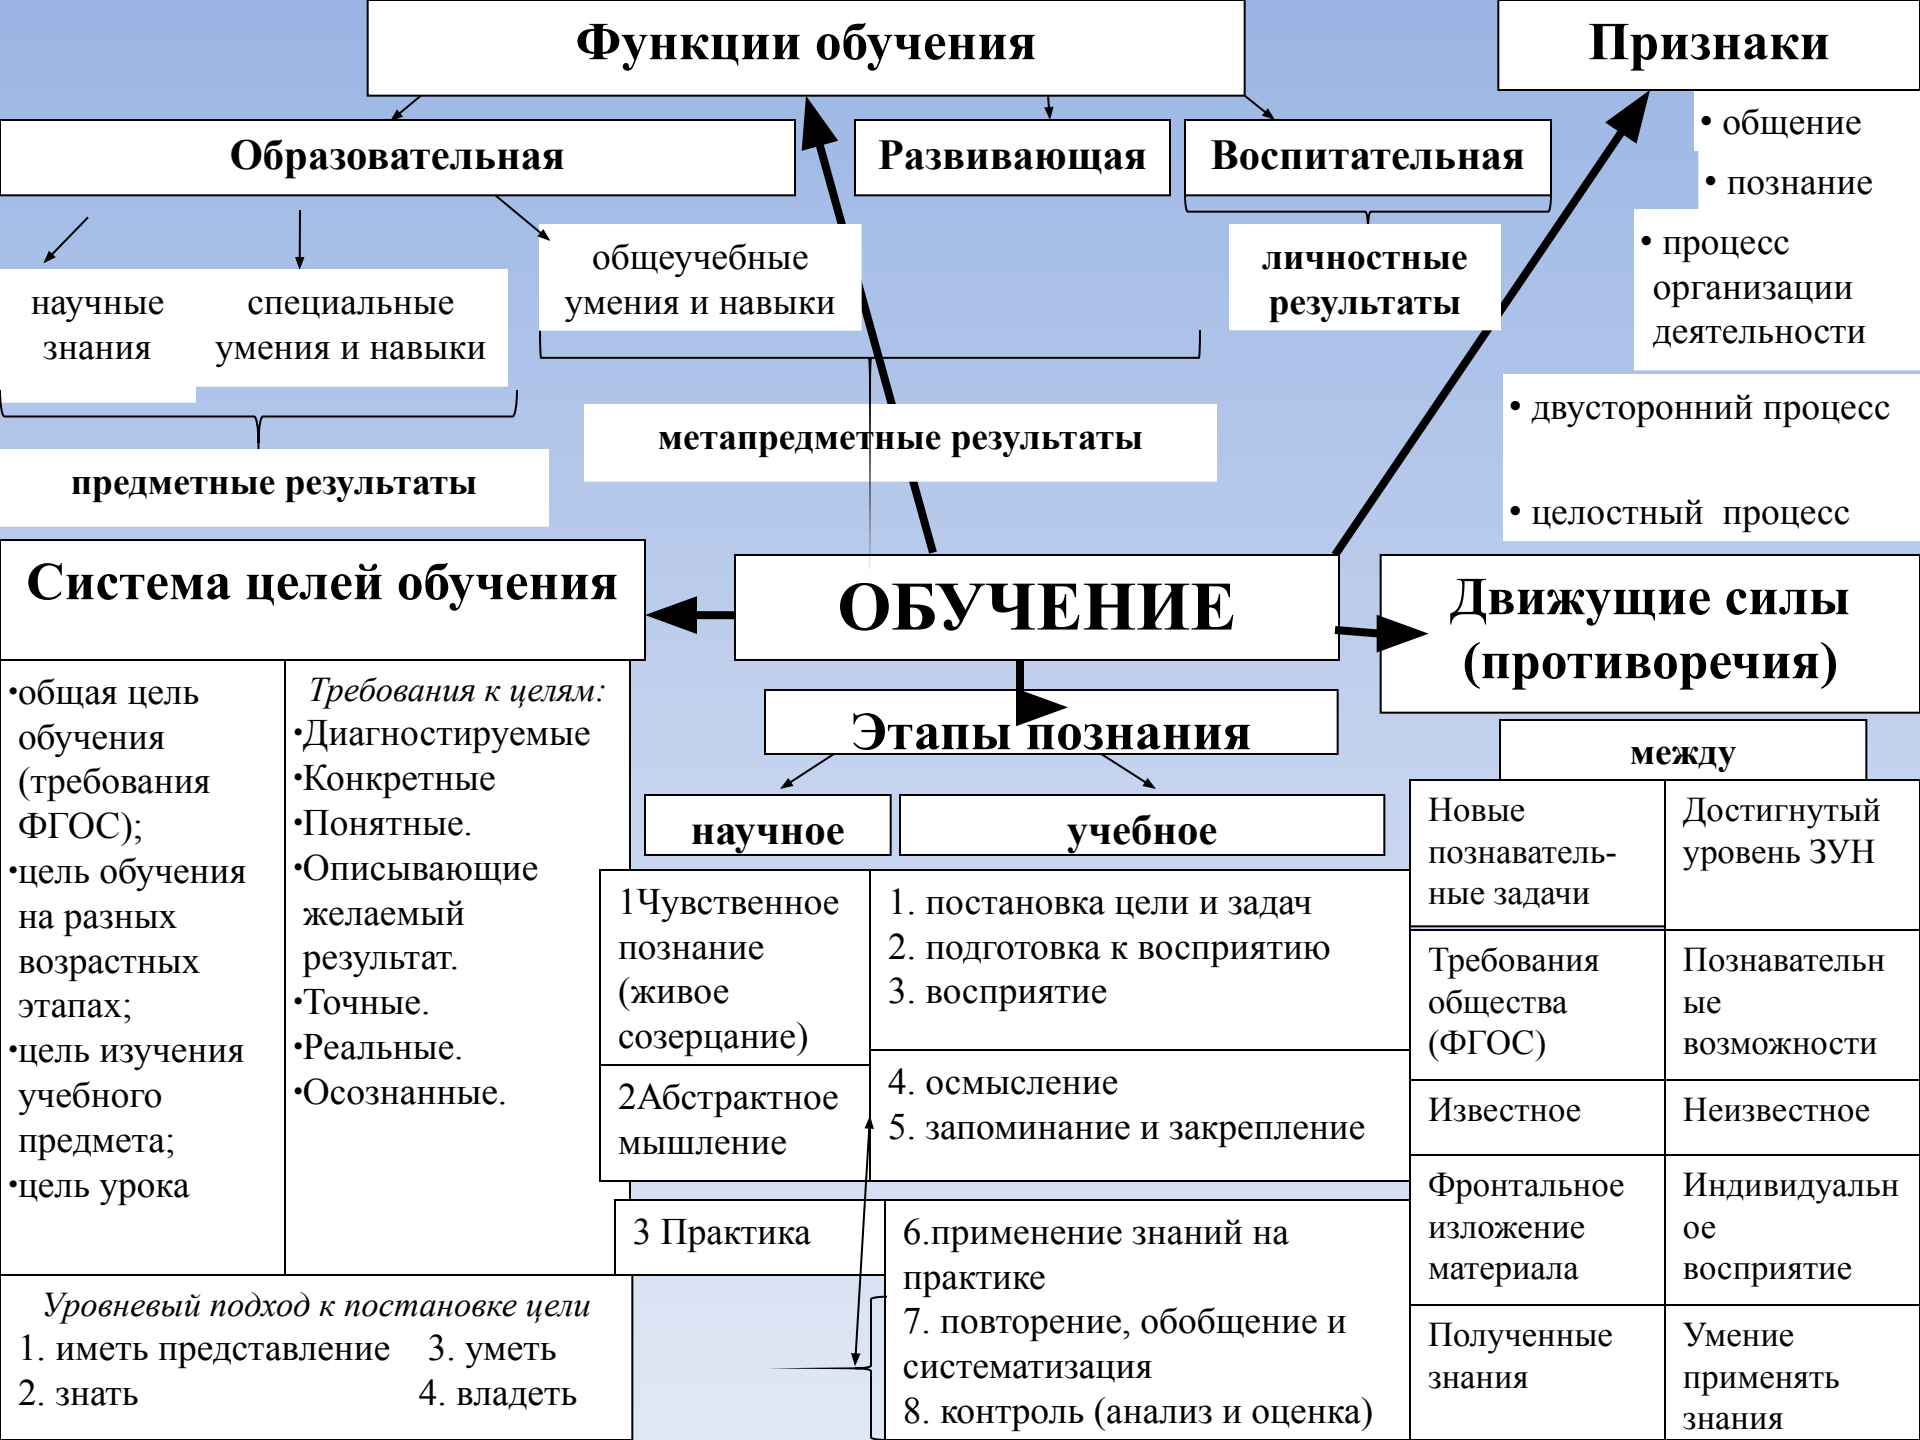 Функции обучения
Признаки
Образовательная
Развивающая
Воспитательная
• общение
• познание
• процесс
организации
деятельности
• двусторонний процесс
• целостный процесс
научные
знания
специальные
умения и навыки
общеучебные
умения и навыки
личностные
результаты
метапредметные результаты
предметные результаты
Система целей обучения
ОБУЧЕНИЕ
Движущие силы
(противоречия)
•общая цель
обучения
(требования
ФГОС);
•цель обучения
на разных
возрастных
этапах;
•цель изучения
учебного
предмета;
•цель урока
Требования к целям:
•Диагностируемые
•Конкретные
•Понятные.
•Описывающие
желаемый
результат.
•Точные.
•Реальные.
•Осознанные.
Уровневый подход к постановке цели
1. иметь представление 3. уметь
2. знать 4. владеть
Этапы познания
научное
учебное
1Чувственное
познание
(живое
созерцание)
1. постановка цели и задач
2. подготовка к восприятию
3. восприятие
2Абстрактное
мышление
4. осмысление
5. запоминание и закрепление
3 Практика
6.применение знаний на
практике
7. повторение, обобщение и
систематизация
8. контроль (анализ и оценка)
между
Новые
познаватель-
ные задачи
Достигнутый
уровень ЗУН
Требования
общества
(ФГОС)
Познавательн
ые
возможности
Известное
Неизвестное
Фронтальное
изложение
материала
Индивидуальн
ое
восприятие
Полученные
знания
Умение
применять
знания